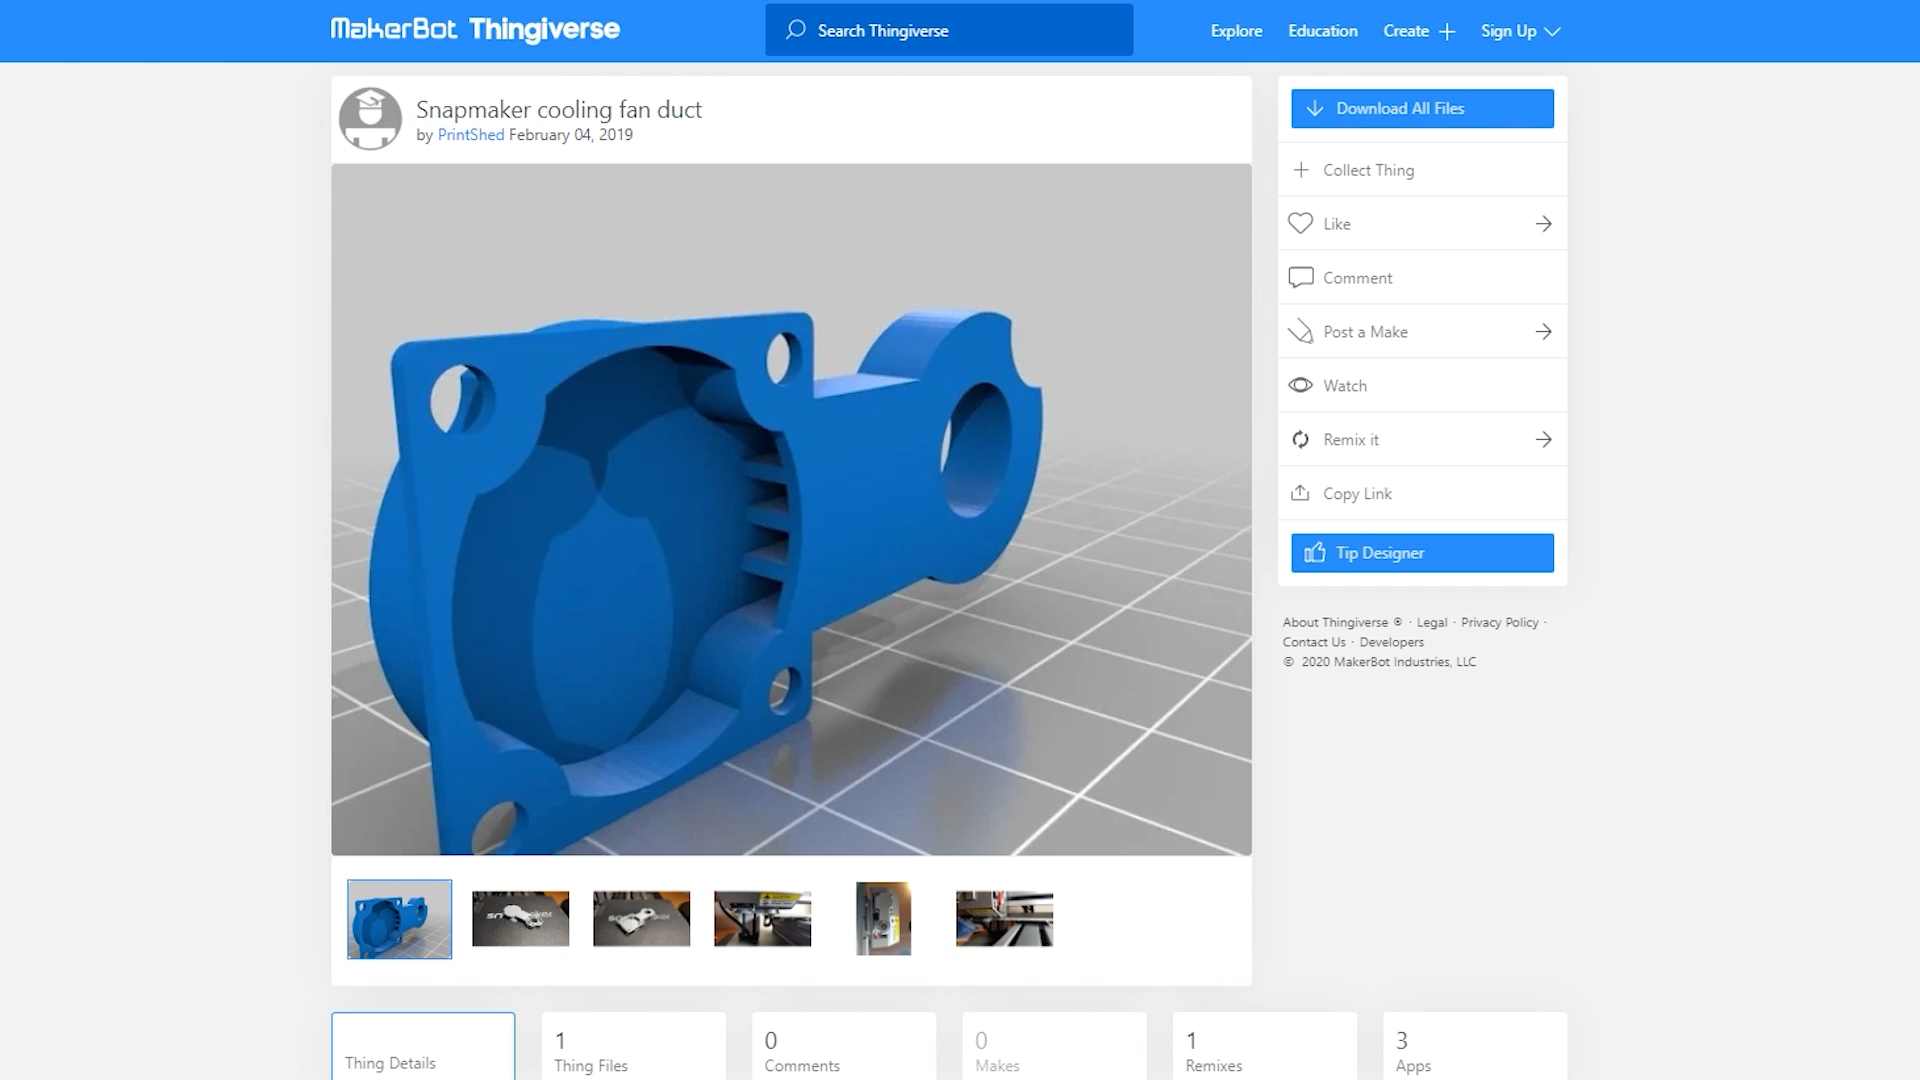 MakerBot Thingiverse
Search Thingiverse
Explore
Education
Create
Sign Up
Snapmaker cooling fan duct
by PrintShed February 04, 2019
Download All Files
Collect Thing
Like
Comment
Post a Make
Watch
Remix it
Copy Link
Tip Designer
About Thingiverse ® · Legal · Privacy Policy ·
Contact Us · Developers
© 2020 MakerBot Industries, LLC
Thing Details
1
Thing Files
0
Comments
0
Makes
1
Remixes
3
Apps